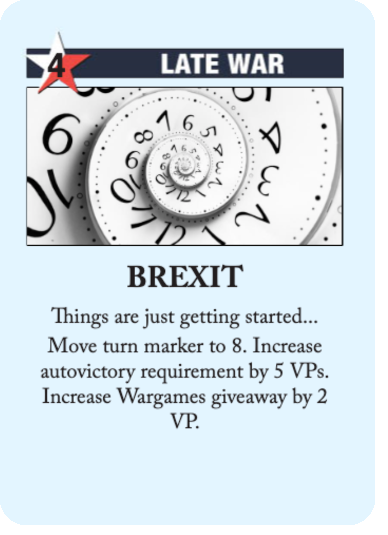 4
LATE WAR
BREXIT
Things are just getting started...
Move turn marker to 8. Increase
autovictory requirement by 5 VPs.
Increase Wargames giveaway by 2
VP.